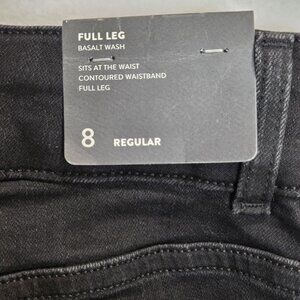 FULL LEG
BASALT WASH
SITS AT THE WAIST
CONTOURED WAISTBAND
FULL LEG
8 REGULAR